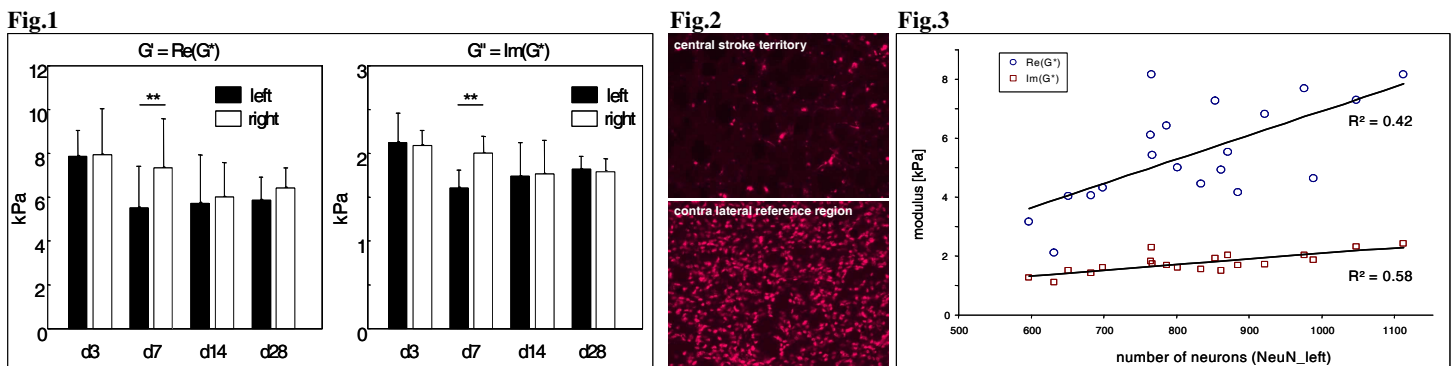 Fig.1
G' = Re(G*)
G" = Im(G*)
12
10
8
6
4
2
0
kPa
**
left
right
d3
d7
d14
d28
3
2
1
0
kPa
**
left
right
d3
d7
d14
d28
Fig.2
central stroke territory
contra lateral reference region
Fig.3
Re(G*)
Im(G*)
8
6
4
2
0
modulus [kPa]
R² = 0.42
R² = 0.58
500
600
700
800
900
1000
1100
number of neurons (NeuN_left)